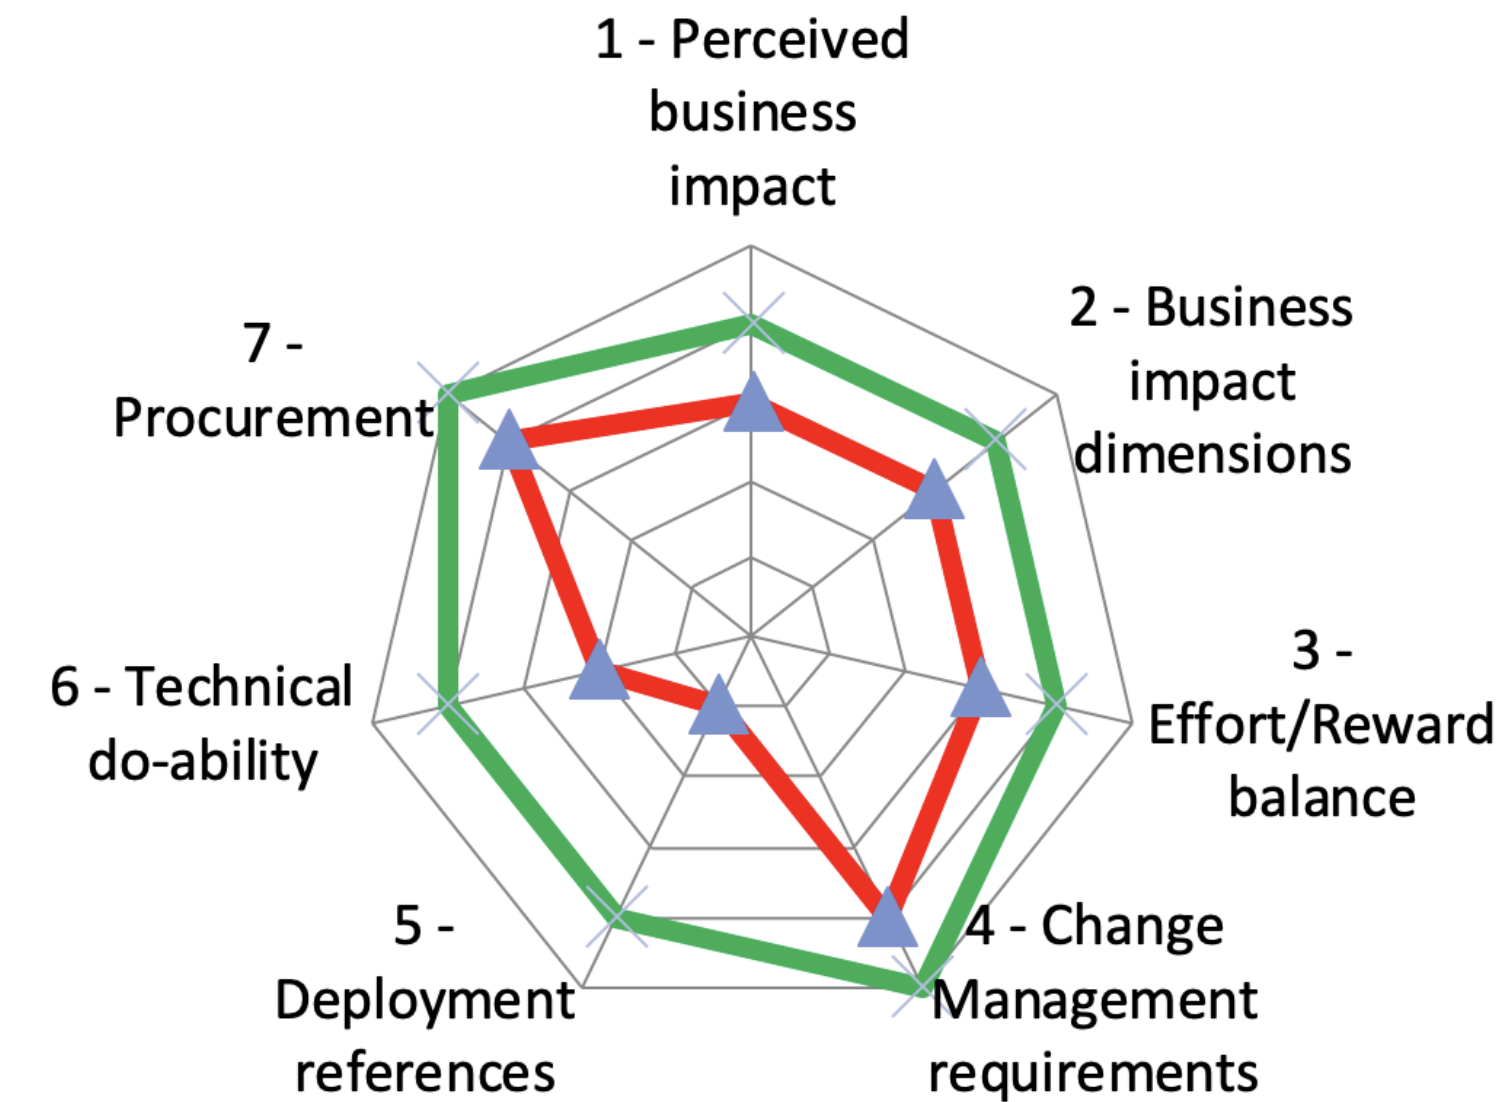 1 - Perceived
business
impact
2 - Business
impact
dimensions
3 -
Effort/Reward
balance
4 - Change
Management
requirements
5 -
Deployment
references
6 - Technical
do-ability
7 -
Procurement